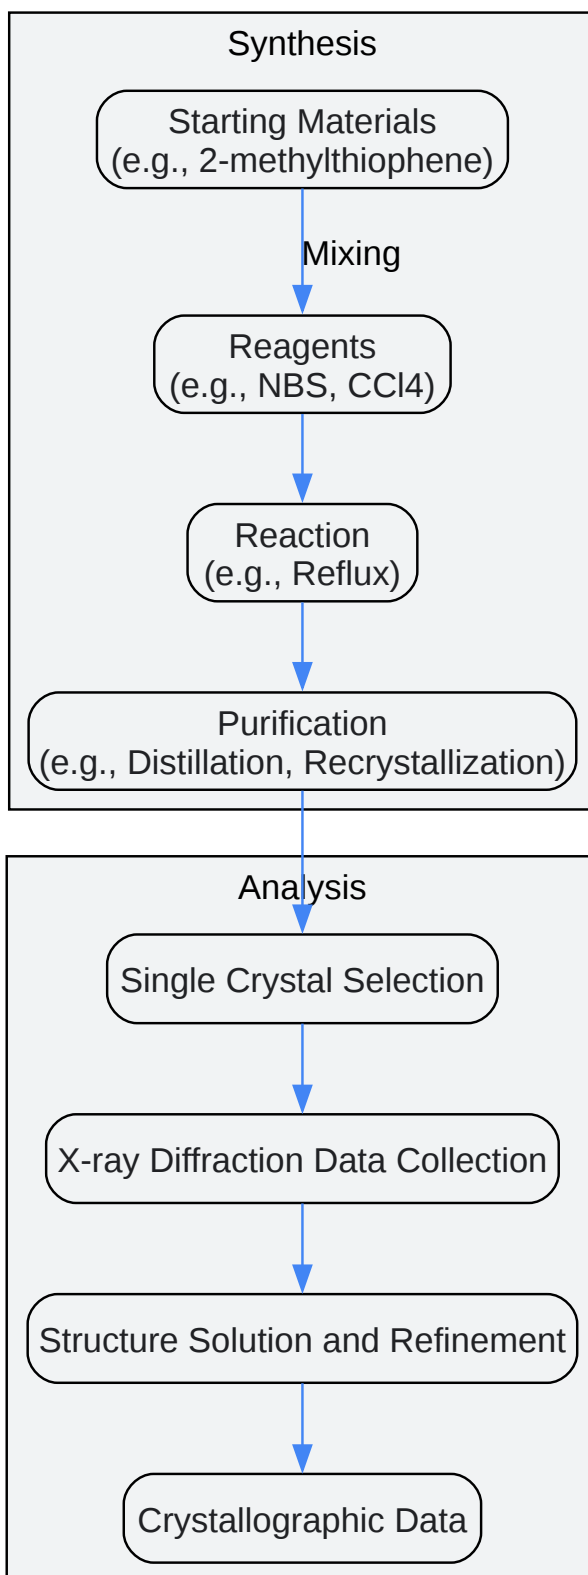 Synthesis
Starting Materials
(e.g., 2-methylthiophene)
Mixing
Reagents
(e.g., NBS, CCl4)
Reaction
(e.g., Reflux)
Purification
(e.g., Distillation, Recrystallization)
Analysis
Single Crystal Selection
X-ray Diffraction Data Collection
Structure Solution and Refinement
Crystallographic Data